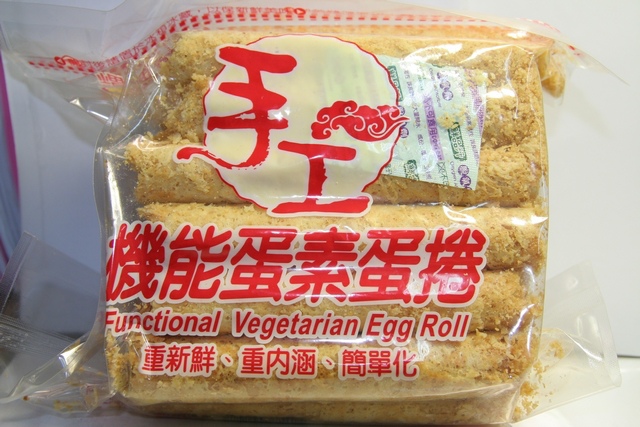 手工
機能蛋素蛋捲
Functional Vegetarian Egg Roll
重新鮮、重內涵、簡單化